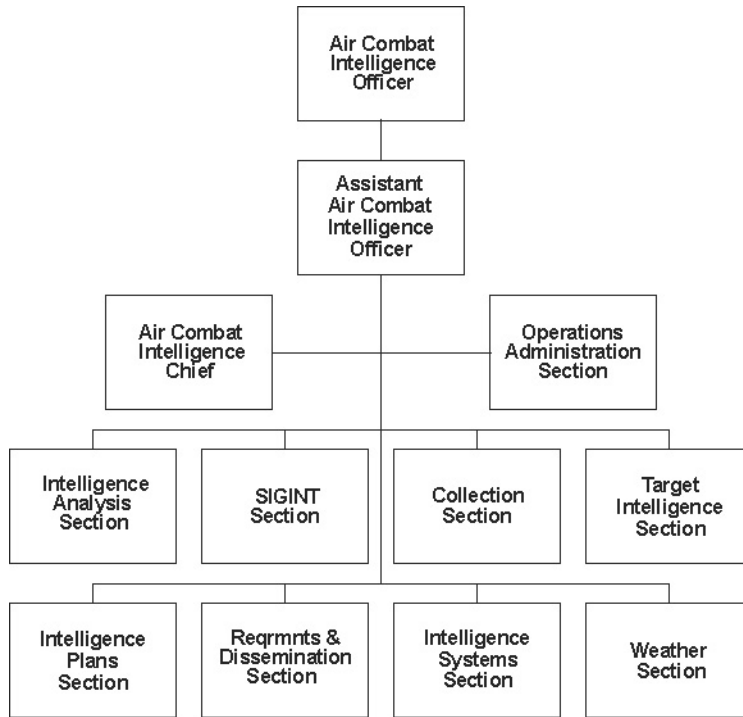 Air Combat
Intelligence
Officer
Assistant
Air Combat
Intelligence
Officer
Air Combat
Intelligence
Chief
Operations
Administration
Section
Intelligence
Analysis
Section
SIGINT
Section
Collection
Section
Target
Intelligence
Section
Intelligence
Plans
Section
Reqrmnts &
Dissemination
Section
Intelligence
Systems
Section
Weather
Section